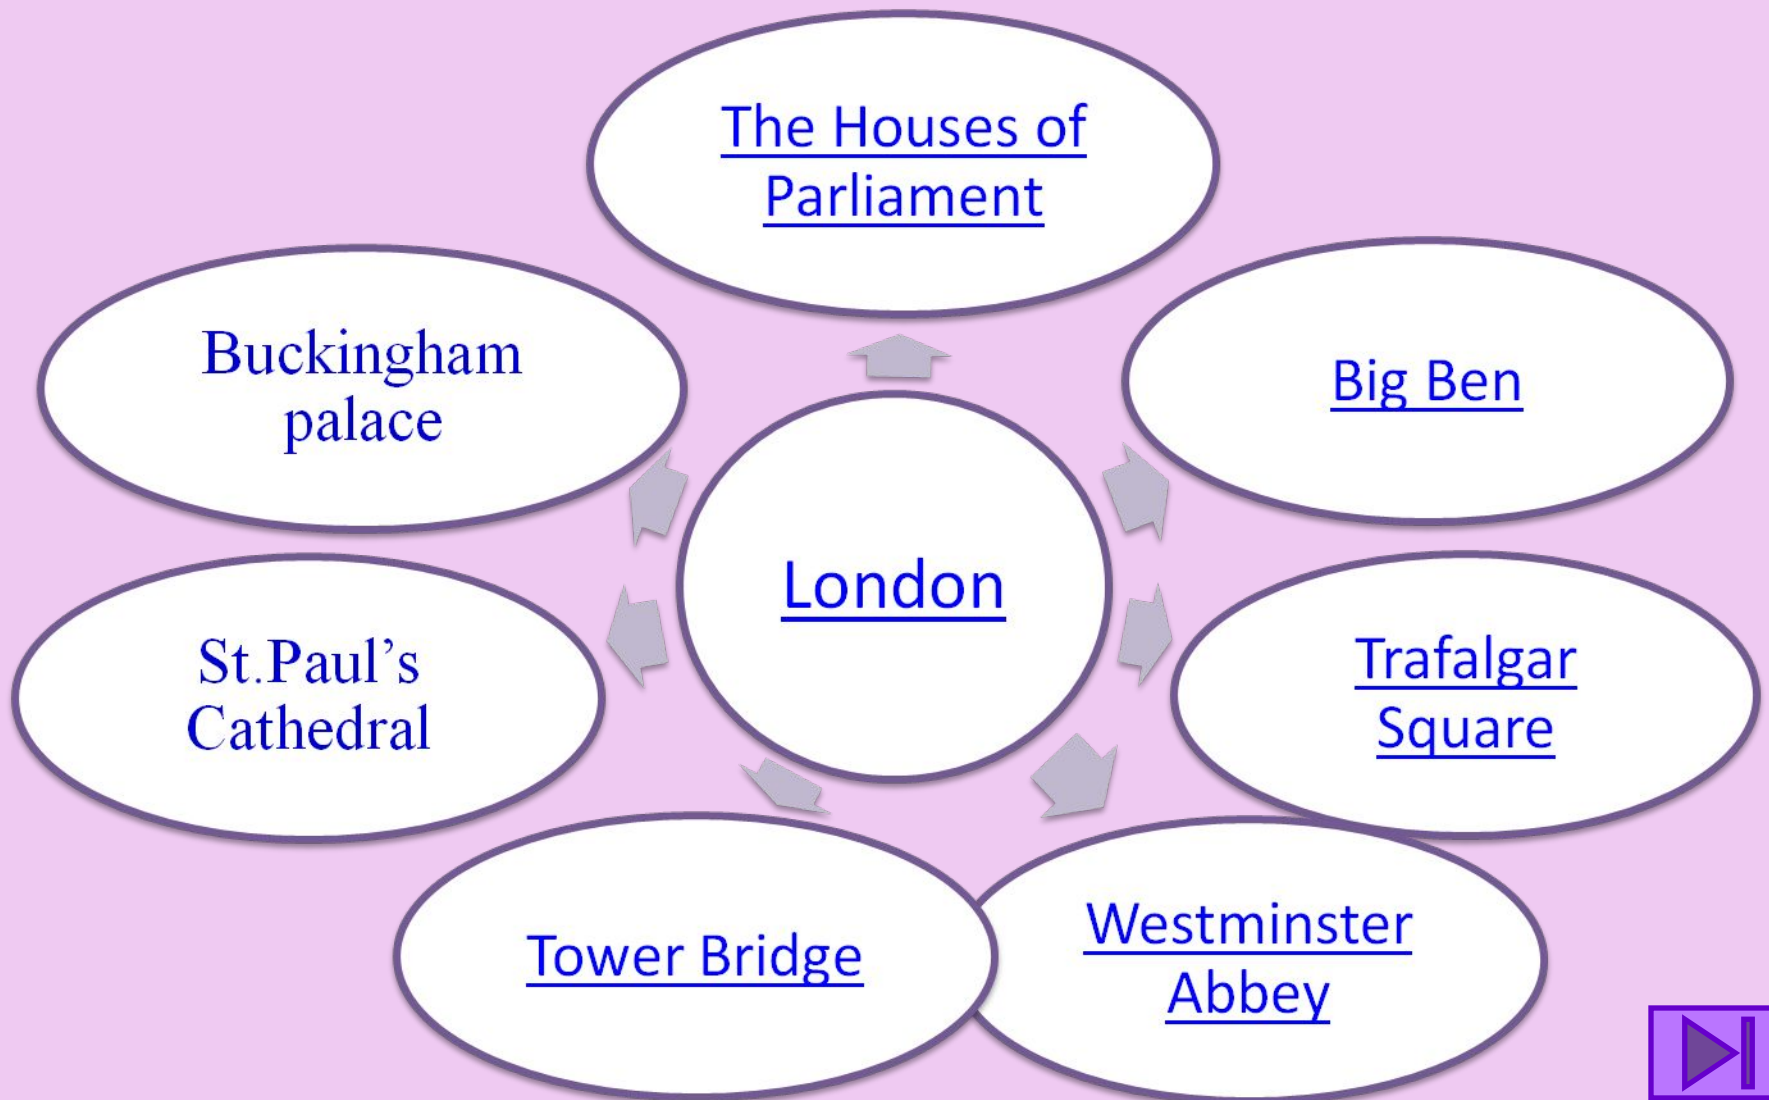 The Houses of
Parliament
Buckingham
palace
Big Ben
London
St.Paul’s
Cathedral
Trafalgar
Square
Tower Bridge
Westminster
Abbey